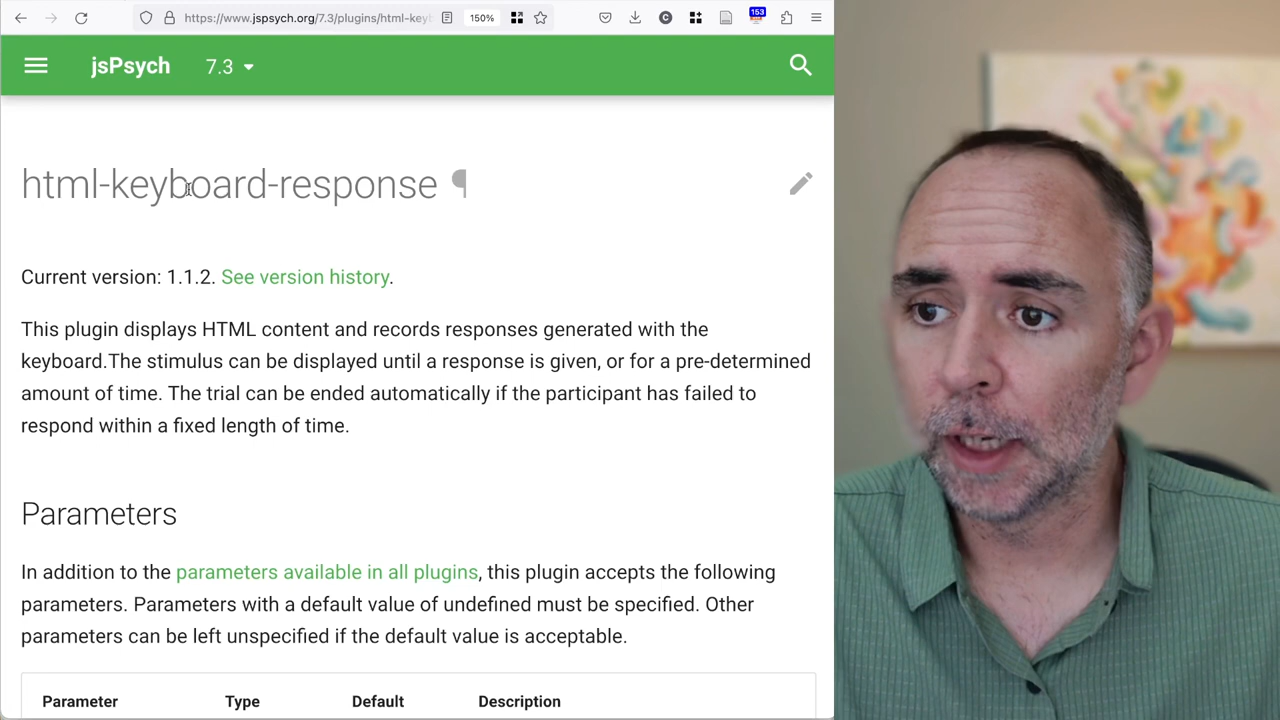 https://www.jspsych.org/7.3/plugins/html-key
150%
153
jsPsych
7.3
html-keyboard-response ¶
Current version: 1.1.2. See version history.
This plugin displays HTML content and records responses generated with the
keyboard.The stimulus can be displayed until a response is given, or for a pre-determined
amount of time. The trial can be ended automatically if the participant has failed to
respond within a fixed length of time.
Parameters
In addition to the parameters available in all plugins, this plugin accepts the following
parameters. Parameters with a default value of undefined must be specified. Other
parameters can be left unspecified if the default value is acceptable.
Parameter Type Default Description